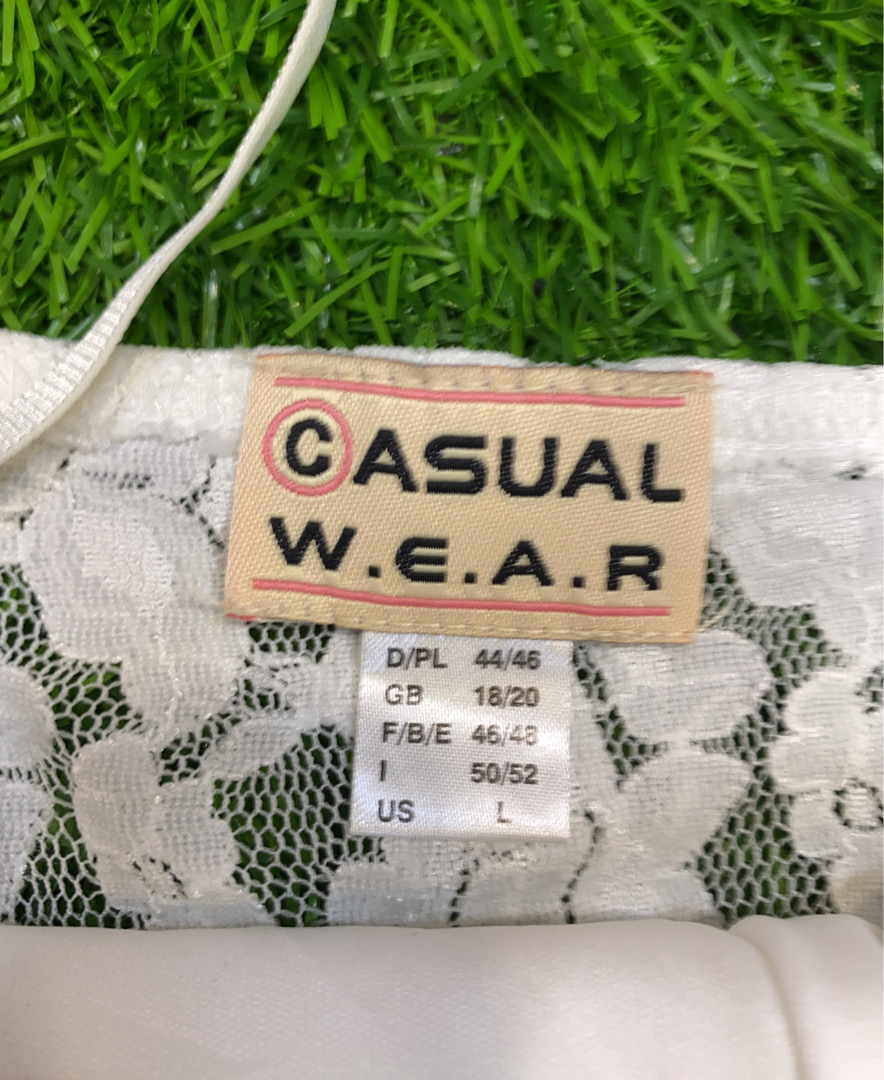 CASUAL
W.E.A.R
D/PL 44/46
GB 18/20
F/B/E 46/48
I 50/52
US L